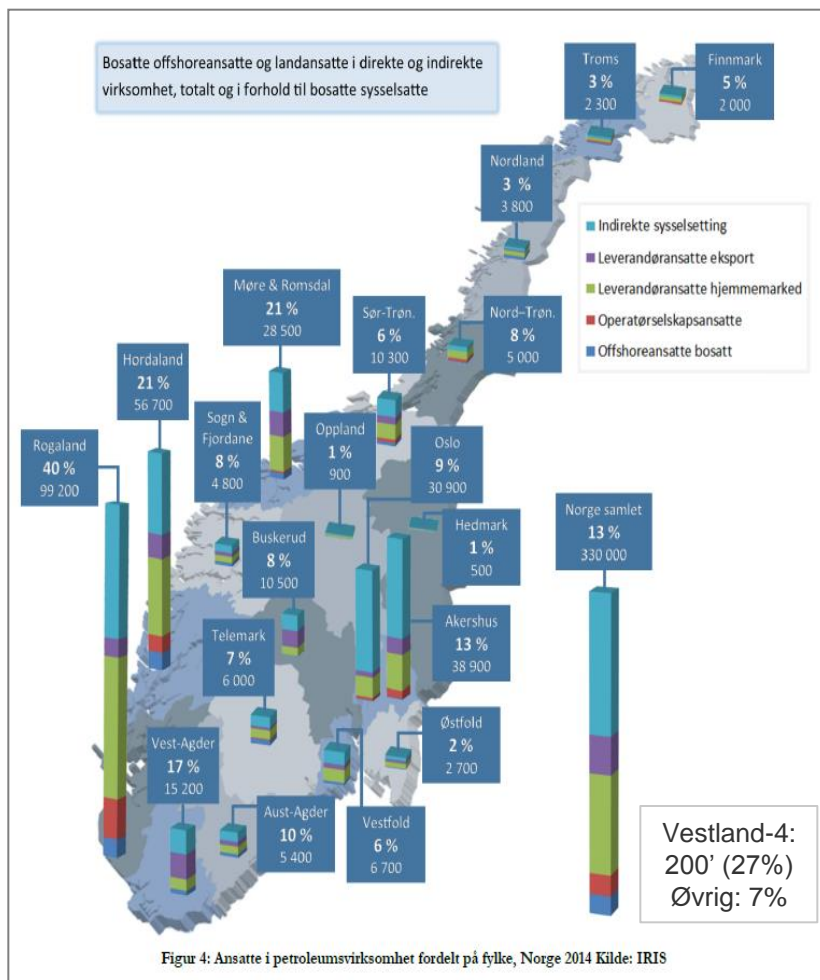 Bosatte offshoreansatte og landansatte i direkte og indirekte
virksomhet, totalt og i forhold til bosatte sysselsatte
Troms
3 %
2 300
Finnmark
5 %
2 000
Nordland
3 %
3 800
Indirekte sysselsetting
Leverandøransatte eksport
Leverandøransatte hjemmemarked
Operatørselskapsansatte
Offshoreansatte bosatt
Møre & Romsdal
21 %
28 500
Sør-Trøn.
6 %
10 300
Nord–Trøn.
8 %
5 000
Hordaland
21 %
56 700
Sogn &
Fjordane
8 %
4 800
Oppland
1 %
900
Oslo
9 %
30 900
Rogaland
40 %
99 200
Hedmark
1 %
500
Norge samlet
13 %
330 000
Buskerud
8 %
10 500
Akershus
13 %
38 900
Telemark
7 %
6 000
Østfold
2 %
2 700
Vest-Agder
17 %
15 200
Aust-Agder
10 %
5 400
Vestfold
6 %
6 700
Vestland-4:
200’ (27%)
Øvrig: 7%
Figur 4: Ansatte i petroleumsvirksomhet fordelt på fylke, Norge 2014 Kilde: IRIS